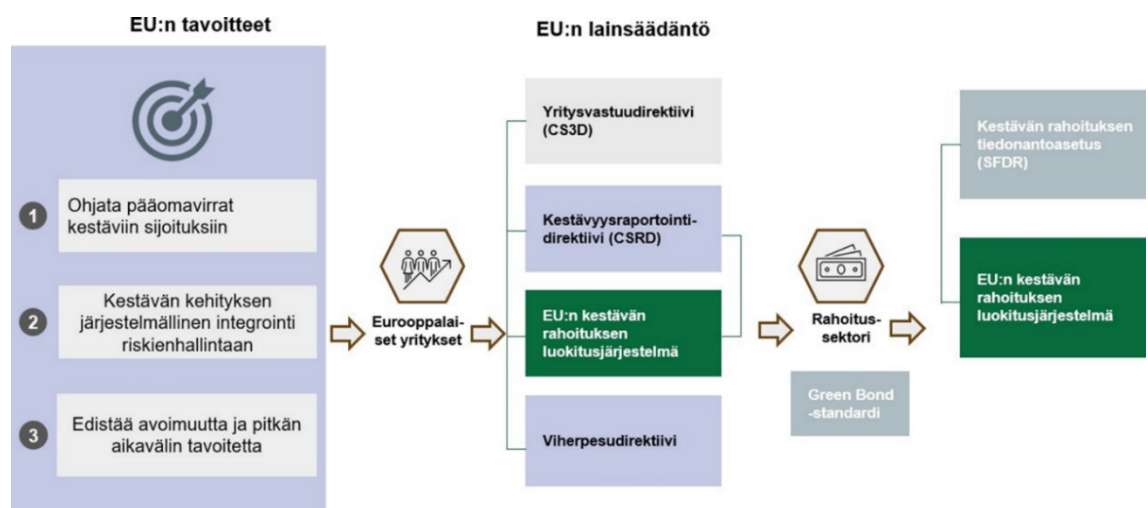 EU:n tavoitteet
1
Ohjata pääomavirrat
kestäviin sijoituksiin
2
Kestävän kehityksen
järjestelmällinen integrointi
riskienhallintaan
3
Edistää avoimuutta ja pitkän
aikavälin tavoitetta
Eurooppalai-
set yritykset
EU:n lainsäädäntö
Yritysvastuudirektiivi
(CS3D)
Kestävyysraportointi-
direktiivi (CSRD)
EU:n kestävän
rahoituksen
luokitusjärjestelmä
Viherpesudirektiivi
Rahoitus-
sektori
Green Bond
-standardi
Kestävän rahoituksen
tiedonantoasetus
(SFDR)
EU:n kestävän
rahoituksen
luokitusjärjestelmä